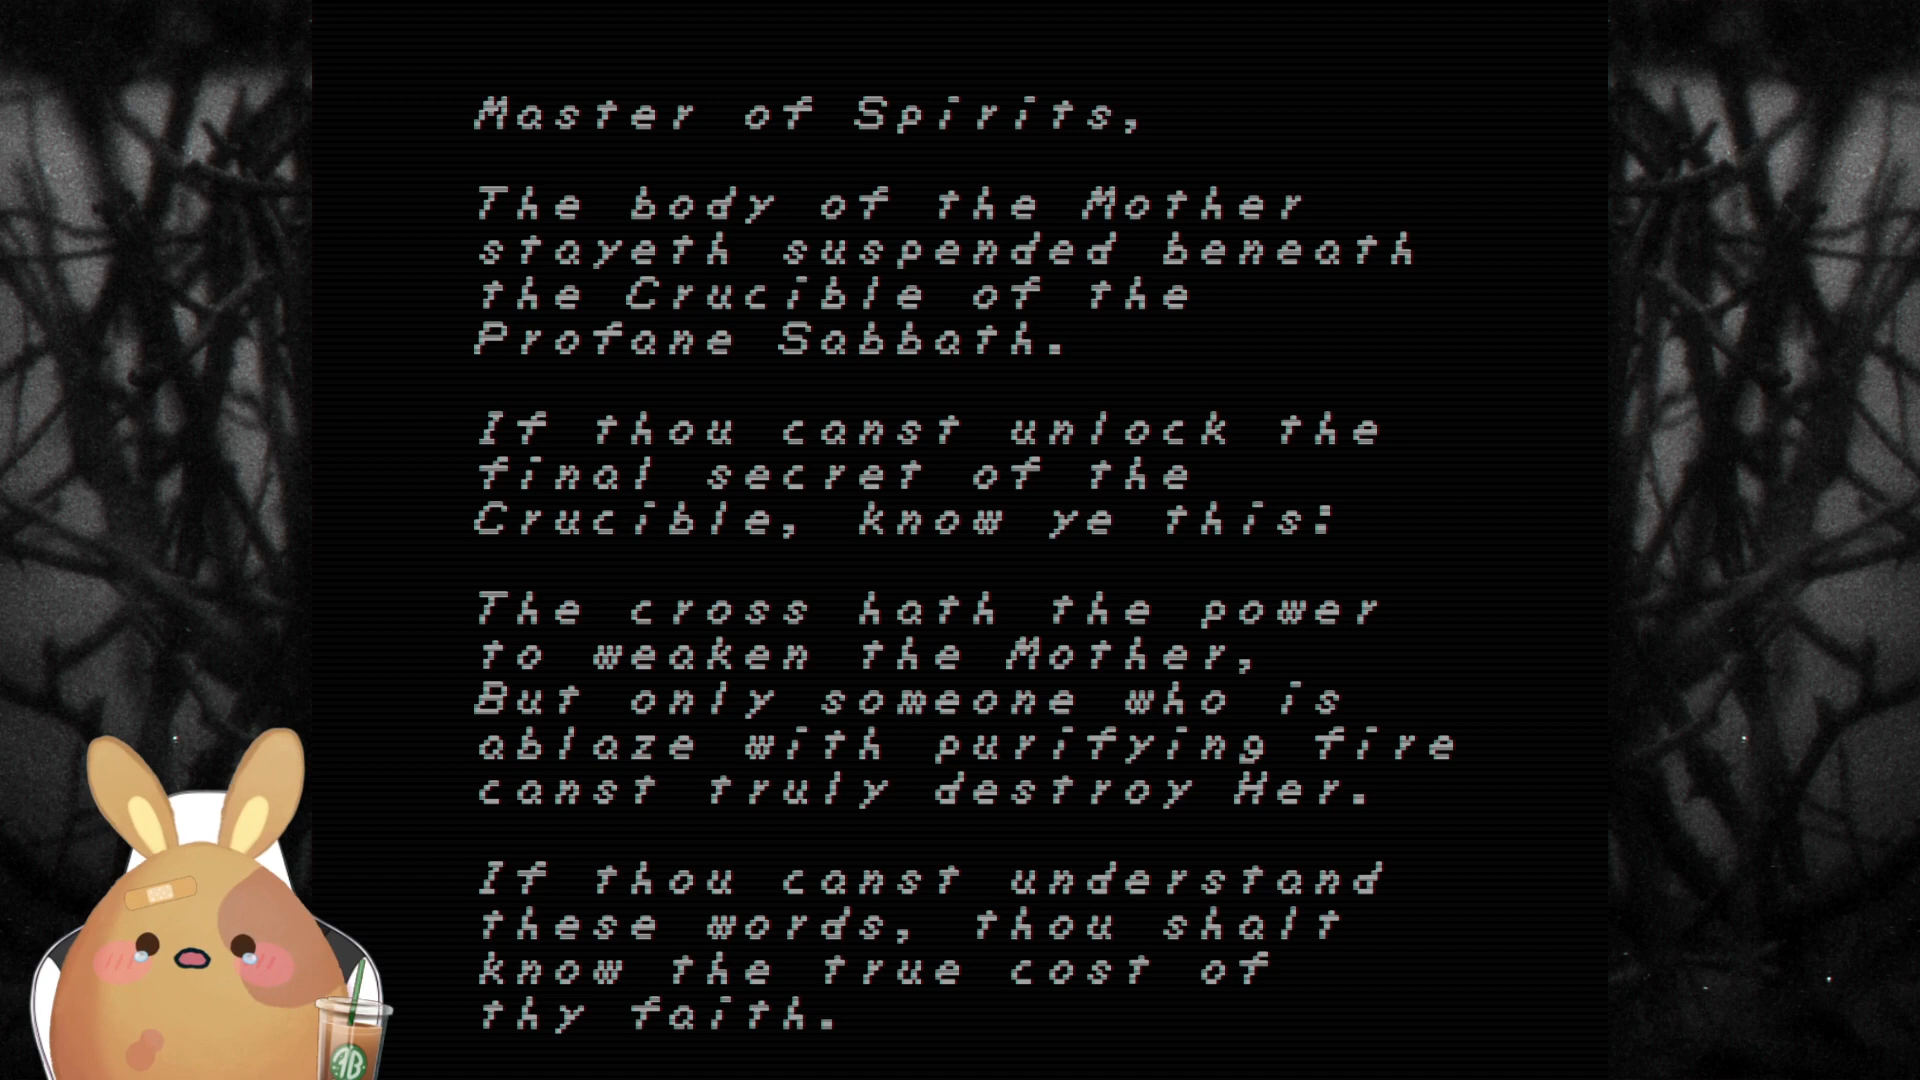 Master of Spirits,
The body of the Mother
stayeth suspended beneath
the Crucible of the
Profane Sabbath.
If thou canst unlock the
final secret of the
Crucible, know ye this:
The cross hath the power
to weaken the Mother,
But only someone who is
ablaze with purifying fire
canst truly destroy Her.
If thou canst understand
these words, thou shalt
know the true cost of
thy faith.
AB